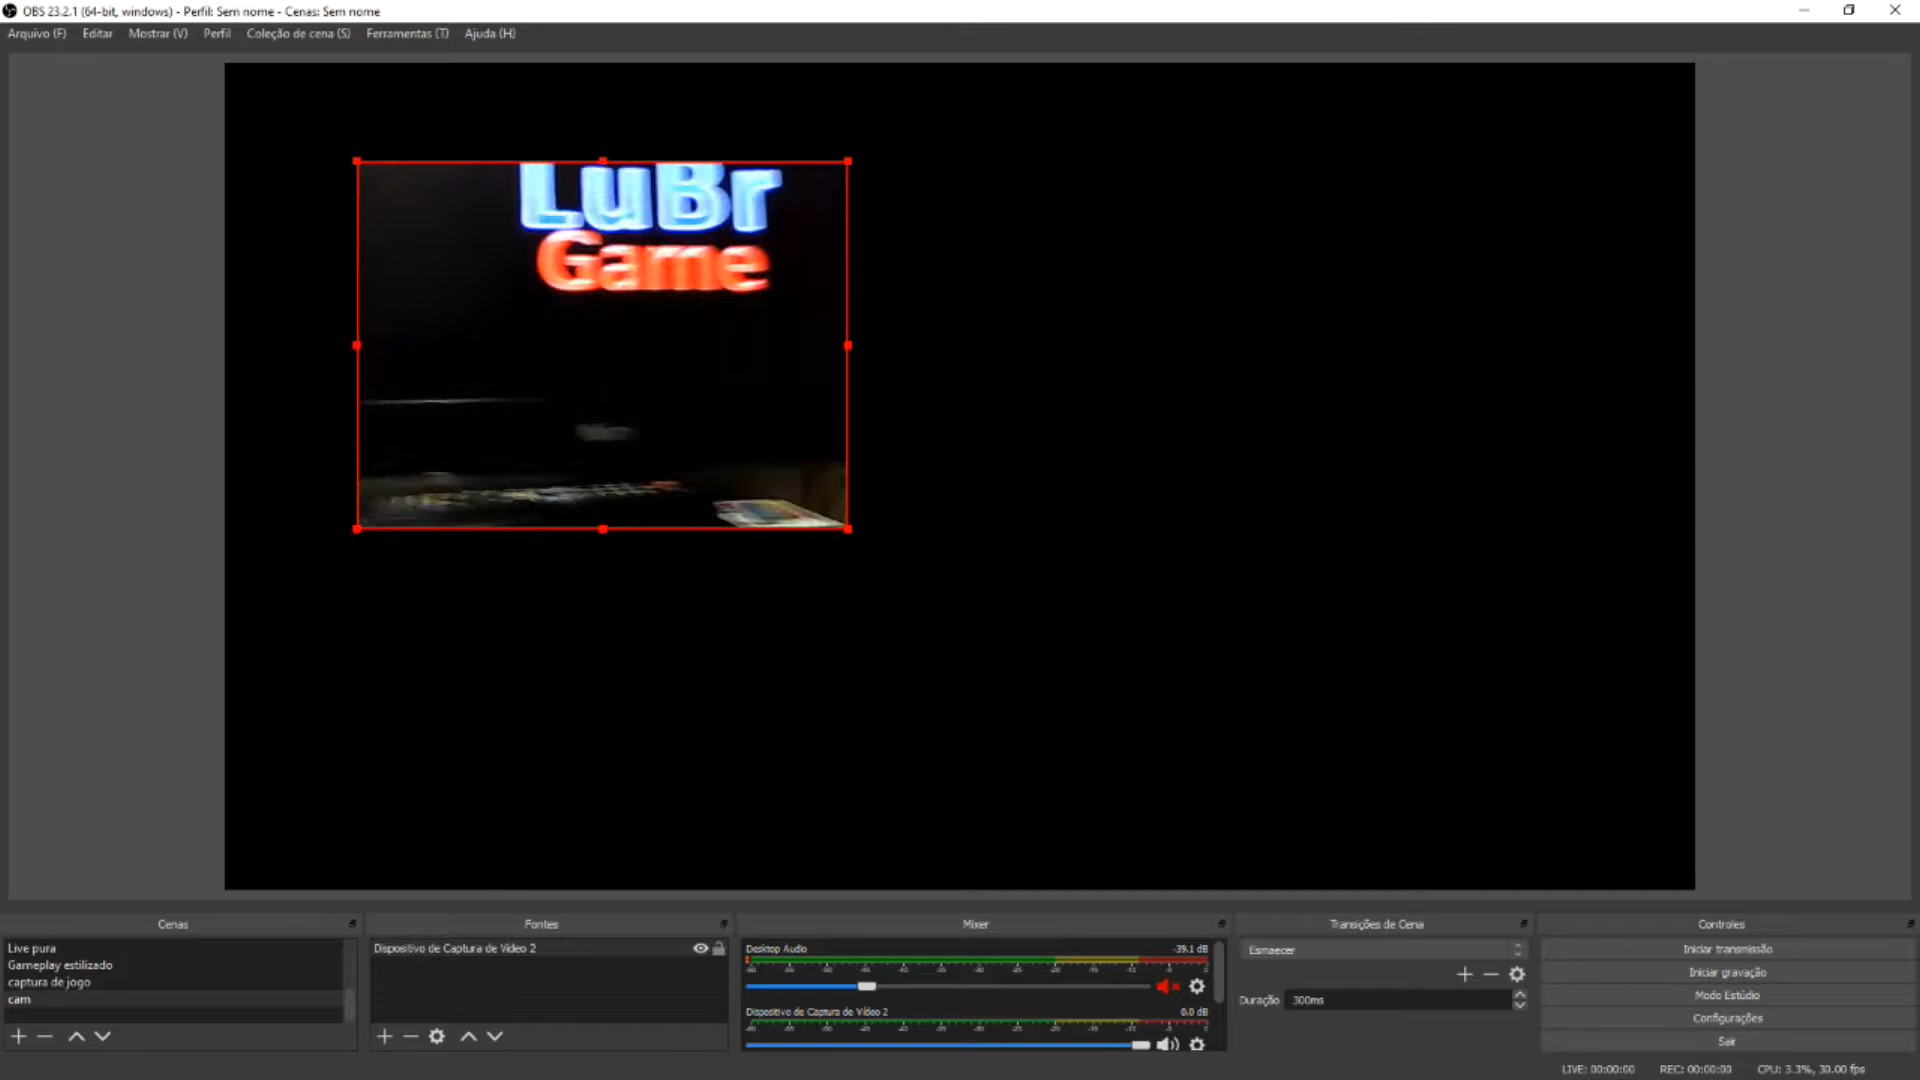 OBS 23.2.1 (64-bit, windows) - Perfil: Sem nome - Cenas: Sem nome
Arquivo (F) Editar Mostrar (V) Perfil Coleção de cena (S) Ferramentas (T) Ajuda (H)
LuBr
Game
Cenas
Live pura
Gameplay estilizado
captura de jogo
cam
Fontes
Dispositivo de Captura de Vídeo 2
Mixer
Desktop Audio -39.1 dB
Dispositivo de Captura de Vídeo 2 0.0 dB
Transições de Cena
Esmaecer
Duração 300ms
Controles
Iniciar transmissão
Iniciar gravação
Modo Estúdio
Configurações
Sair
LIVE: 00:00:00 REC: 00:00:00 CPU: 3.3%, 30.00 fps